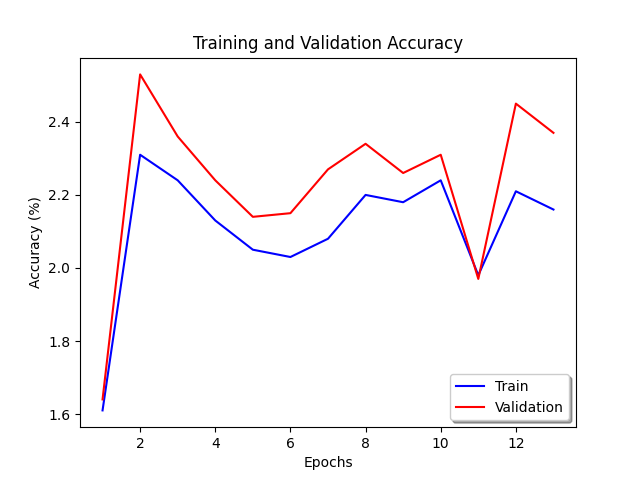 Training and Validation Accuracy
Accuracy (%)
2.4
2.2
2.0
1.8
1.6
2
4
6
8
10
12
Epochs
Train
Validation